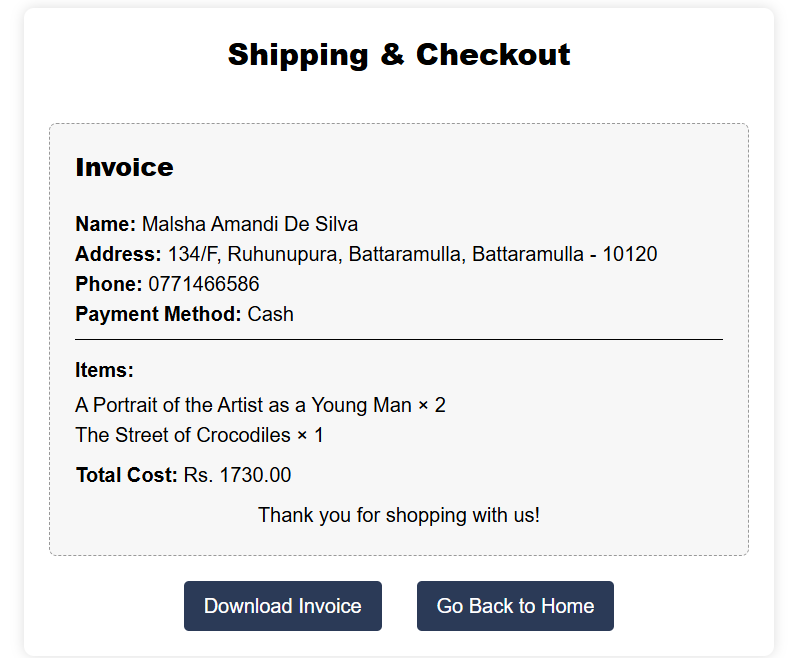 Shipping & Checkout
Invoice
Name: Malsha Amandi De Silva
Address: 134/F, Ruhunupura, Battaramulla, Battaramulla - 10120
Phone: 0771466586
Payment Method: Cash
Items:
A Portrait of the Artist as a Young Man × 2
The Street of Crocodiles × 1
Total Cost: Rs. 1730.00
Thank you for shopping with us!
Download Invoice
Go Back to Home